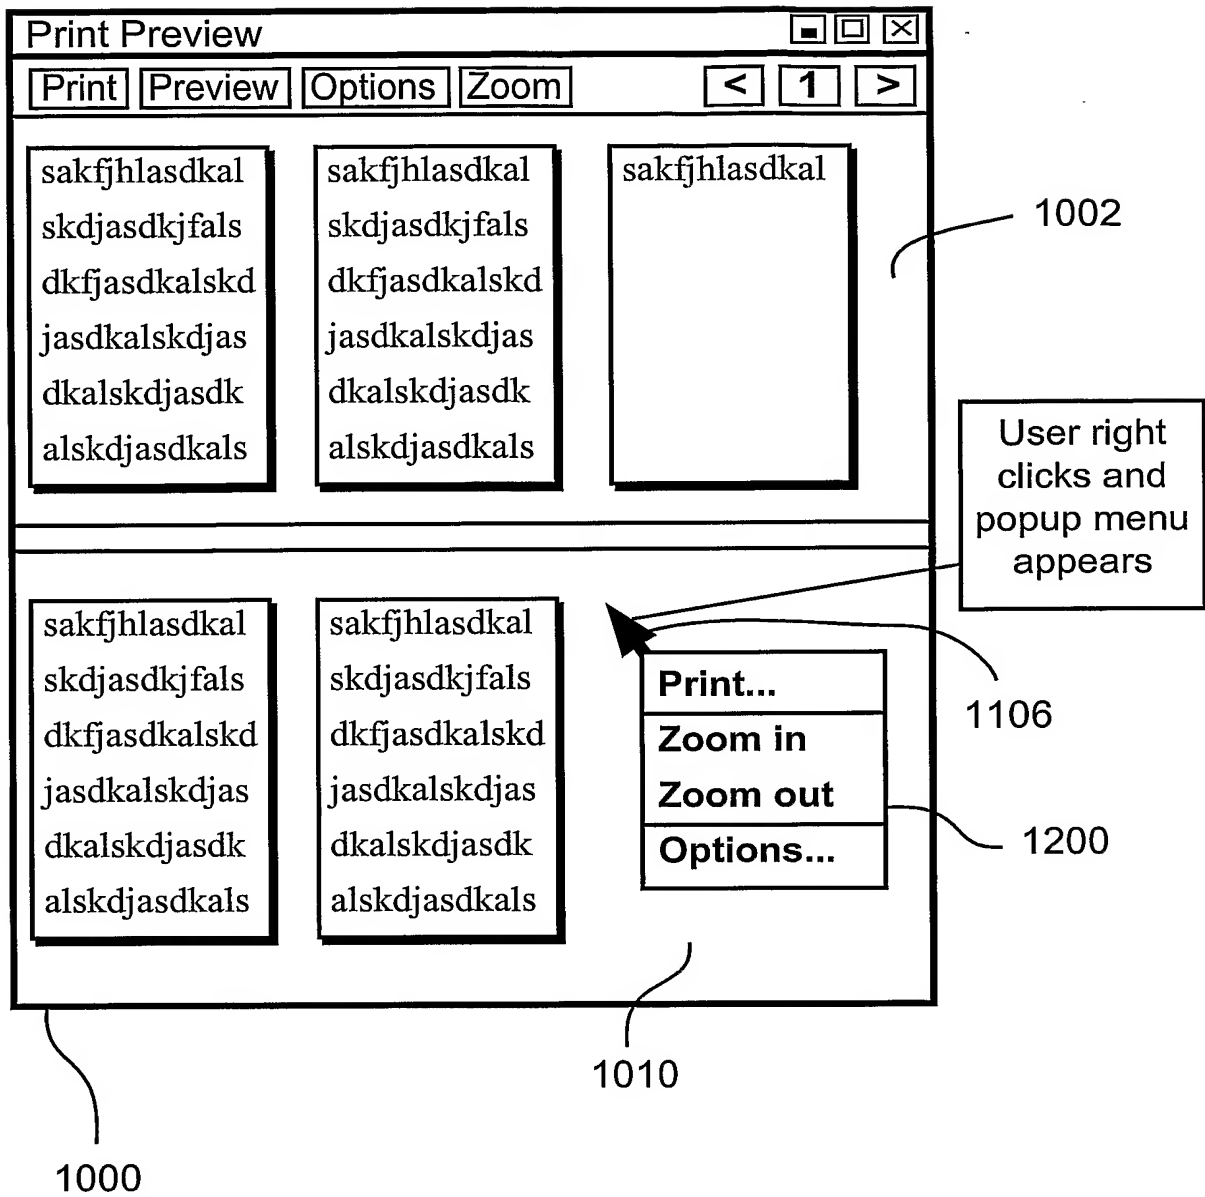 Print Preview
Print Preview Options Zoom < 1 >
sakfjhlasdkal
skdjasdkjfals
dkfjasdkalskd
jasdkalskdjas
dkalskdjasdk
alskdjasdkals
sakfjhlasdkal
skdjasdkjfals
dkfjasdkalskd
jasdkalskdjas
dkalskdjasdk
alskdjasdkals
sakfjhlasdkal
1002
User right
clicks and
popup menu
appears
sakfjhlasdkal
skdjasdkjfals
dkfjasdkalskd
jasdkalskdjas
dkalskdjasdk
alskdjasdkals
sakfjhlasdkal
skdjasdkjfals
dkfjasdkalskd
jasdkalskdjas
dkalskdjasdk
alskdjasdkals
Print...
Zoom in
Zoom out
Options...
1106
1200
1010
1000